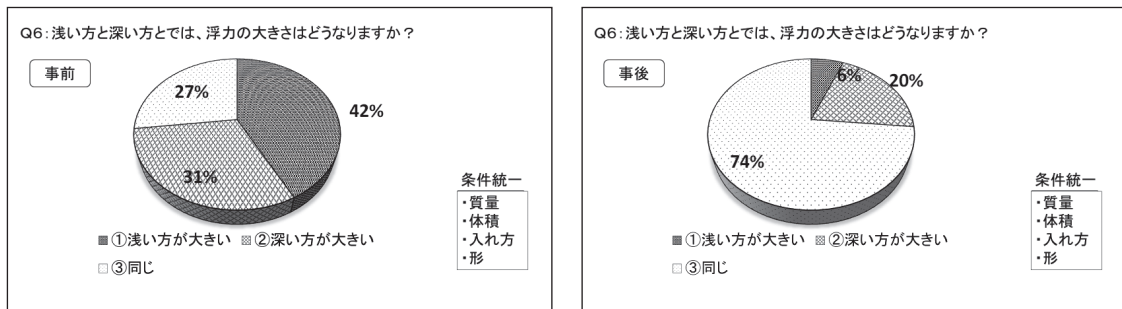 Q6:浅い方と深い方とでは、浮力の大きさはどうなりますか？
事前
27%
42%
31%
条件統一
・質量
・体積
・入れ方
・形
①浅い方が大きい ②深い方が大きい
③同じ
Q6:浅い方と深い方とでは、浮力の大きさはどうなりますか？
事後
6%
20%
74%
条件統一
・質量
・体積
・入れ方
・形
①浅い方が大きい ②深い方が大きい
③同じ